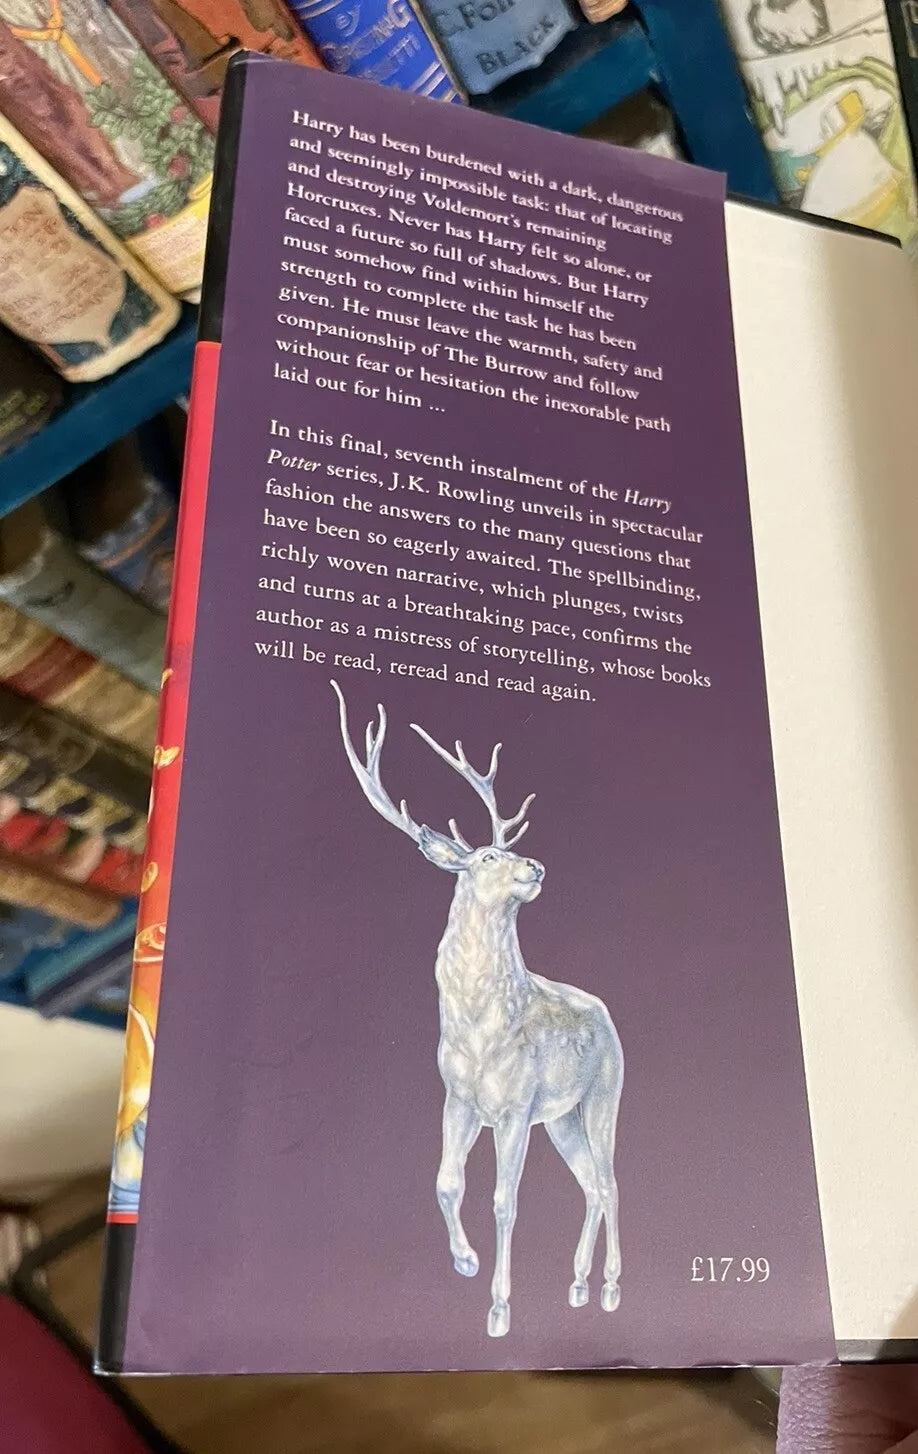 BY
C. FOX
BLACK
Harry has been burdened with a dark, dangerous
and seemingly impossible task: that of locating
and destroying Voldemort's remaining
Horcruxes. Never has Harry felt so alone, or
faced a future so full of shadows. But Harry
must somehow find within himself the
strength to complete the task he has been
given. He must leave the warmth, safety and
companionship of The Burrow and follow
without fear or hesitation the inexorable path
laid out for him ...
In this final, seventh instalment of the Harry
Potter series, J.K. Rowling unveils in spectacular
fashion the answers to the many questions that
have been so eagerly awaited. The spellbinding,
richly woven narrative, which plunges, twists
and turns at a breathtaking pace, confirms the
author as a mistress of storytelling, whose books
will be read, reread and read again.
£17.99